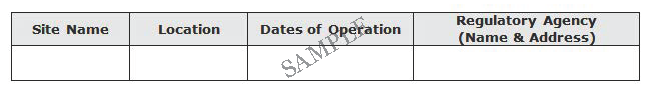 Site Name
Location
Dates of Operation
Regulatory Agency
(Name & Address)
SAMPLE